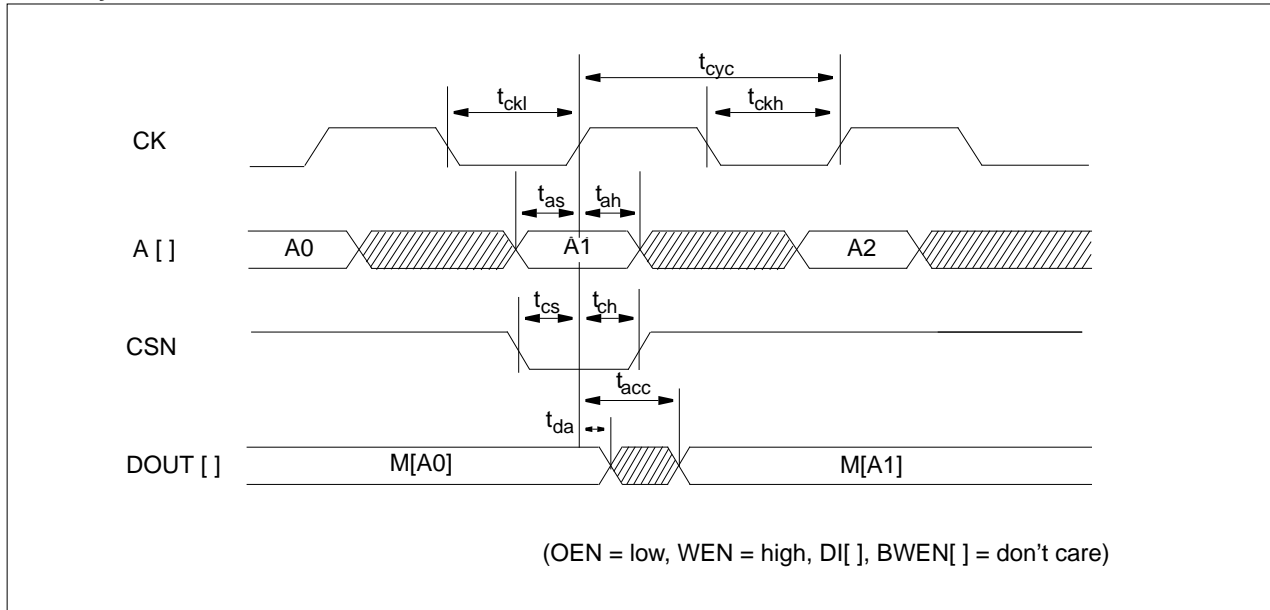 tcyc
tckl
tckh
CK
tas
tah
A [ ]
A0
A1
A2
tcs
tch
CSN
tacc
tda
DOUT [ ]
M[A0]
M[A1]
(OEN = low, WEN = high, DI[ ], BWEN[ ] = don't care)